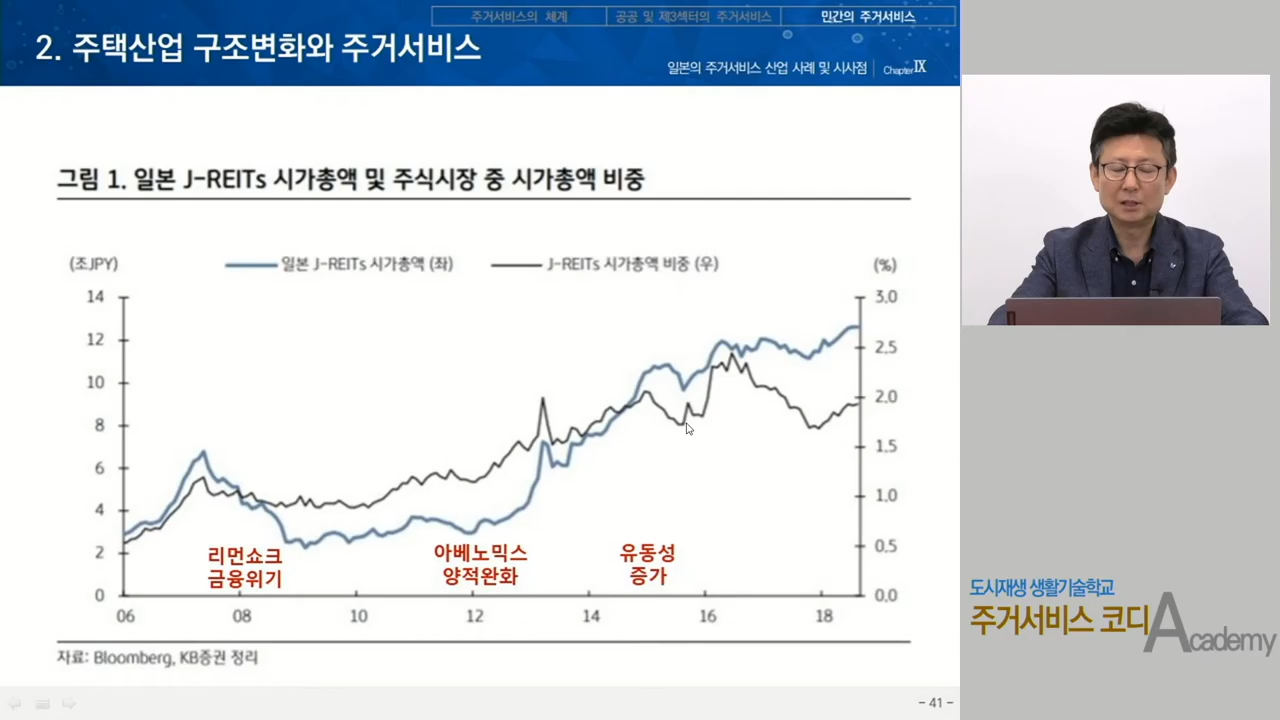 주거서비스의 체계
공공 및 제3섹터의 주거서비스
민간의 주거서비스
2. 주택산업 구조변화와 주거서비스
일본의 주거서비스 산업 사례 및 시사점
Chapter IX
그림 1. 일본 J-REITs 시가총액 및 주식시장 중 시가총액 비중
(조JPY)
일본 J-REITs 시가총액 (좌)
J-REITs 시가총액 비중 (우)
(%)
14
12
10
8
6
4
2
0
3.0
2.5
2.0
1.5
1.0
0.5
0.0
리먼쇼크
금융위기
아베노믹스
양적완화
유동성
증가
06 08 10 12 14 16 18
자료: Bloomberg, KB증권 정리
- 41 -
도시재생 생활기술학교
주거서비스 코디 Academy